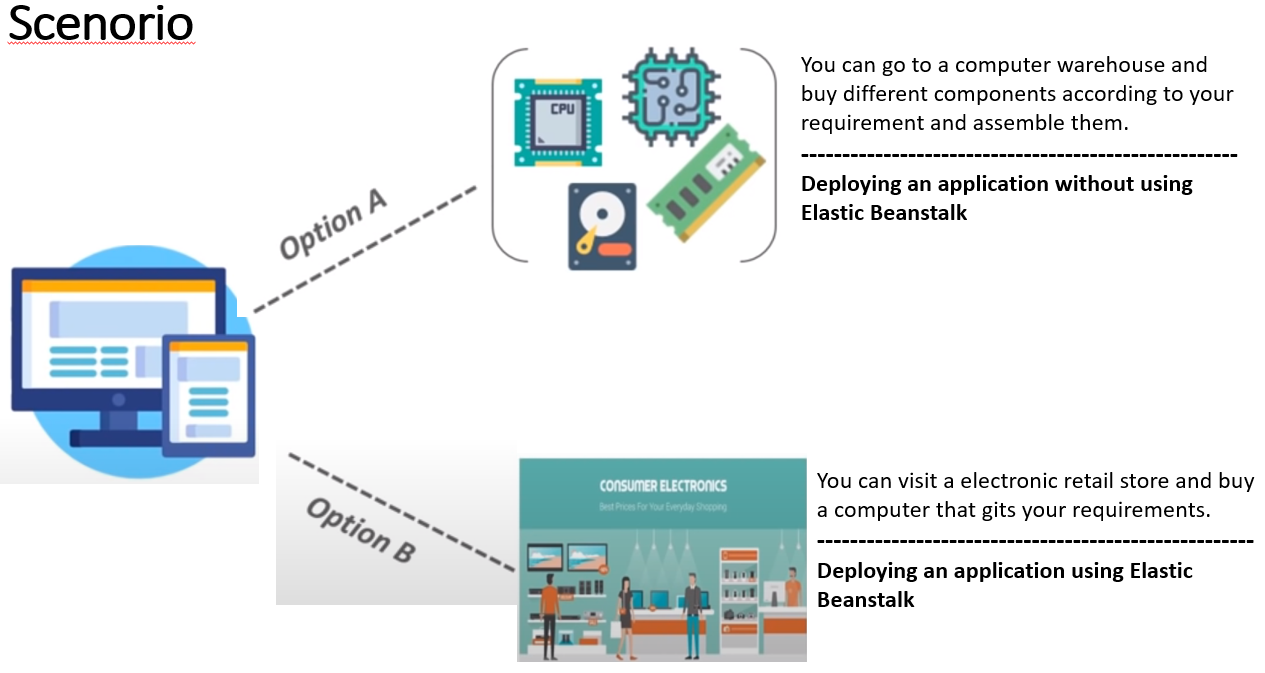 Scenorio
CPU
You can go to a computer warehouse and
buy different components according to your
requirement and assemble them.
-----------------------------------------------------
Deploying an application without using
Elastic Beanstalk
Option A
Option B
CONSUMER ELECTRONICS
Best Prices For Your Everyday Shopping
You can visit a electronic retail store and buy
a computer that gits your requirements.
-----------------------------------------------------
Deploying an application using Elastic
Beanstalk